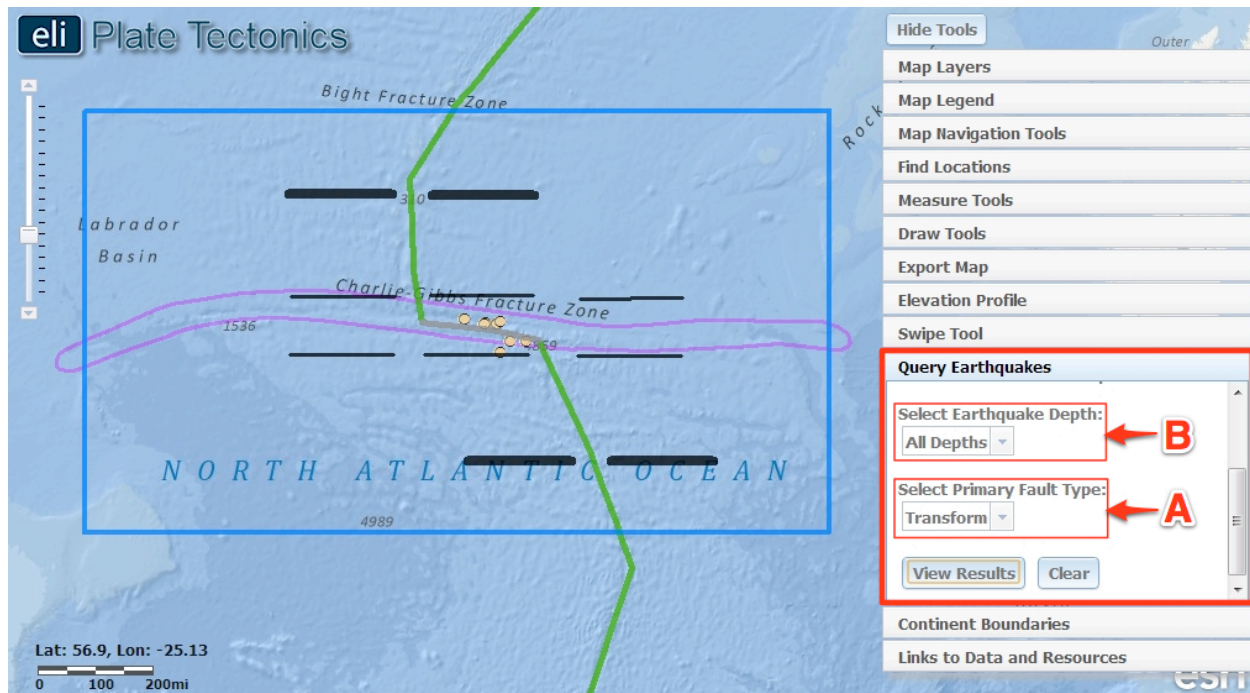 eli Plate Tectonics
Hide Tools
Outer
Map Layers
Bight Fracture Zone
Map Legend
Rock
Map Navigation Tools
Find Locations
310
Measure Tools
Labrador
Basin
Draw Tools
Export Map
Charlie-Gibbs Fracture Zone
Elevation Profile
1536
Swipe Tool
4859
Query Earthquakes
Select Earthquake Depth:
All Depths
B
NORTH ATLANTIC OCEAN
Select Primary Fault Type:
Transform
A
4989
View Results
Clear
Continent Boundaries
Lat: 56.9, Lon: -25.13
Links to Data and Resources
0 100 200mi
esri